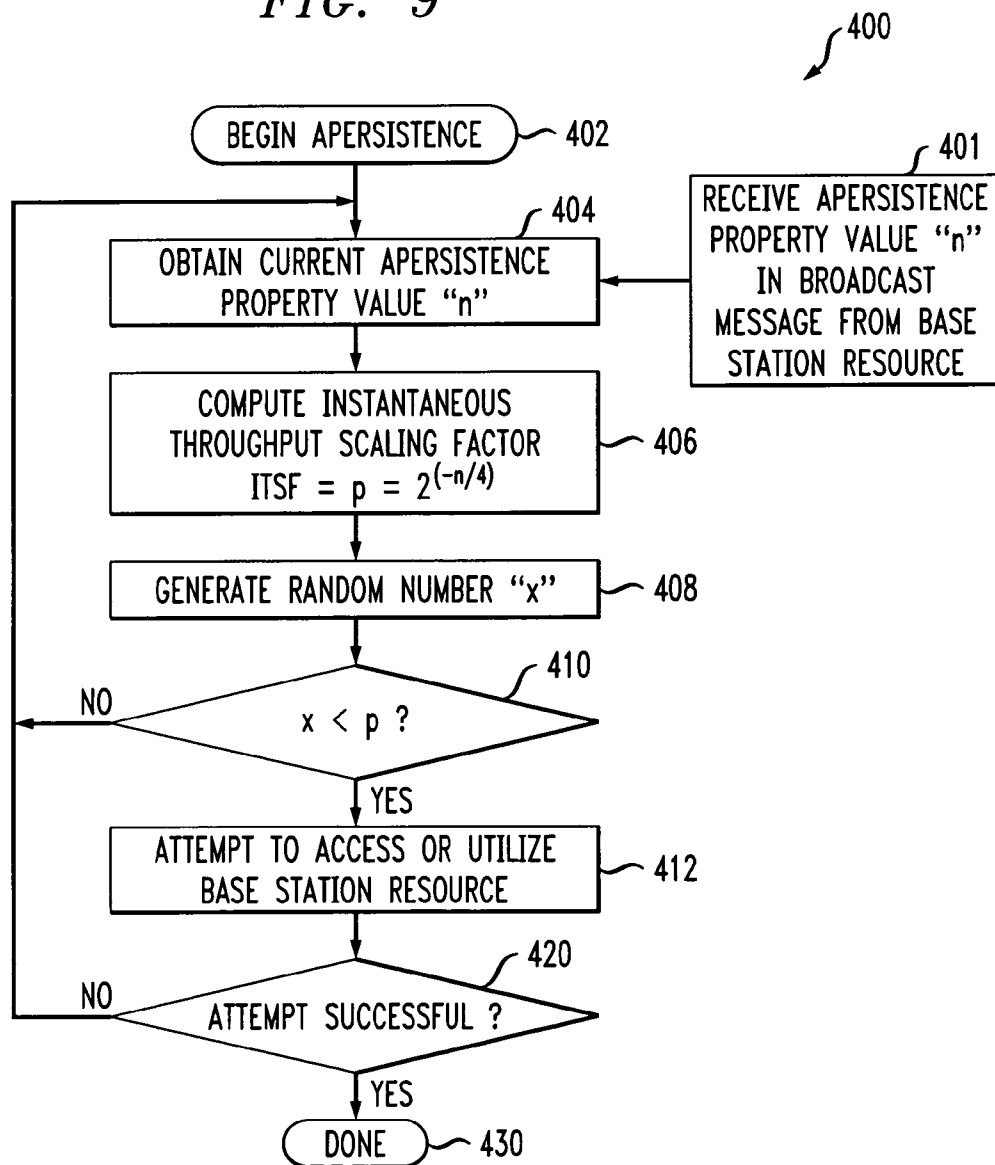 FIG. 9
400
BEGIN APERSISTENCE
402
401
RECEIVE APERSISTENCE
PROPERTY VALUE “n”
IN BROADCAST
MESSAGE FROM BASE
STATION RESOURCE
404
OBTAIN CURRENT APERSISTENCE
PROPERTY VALUE “n”
COMPUTE INSTANTANEOUS
THROUGHPUT SCALING FACTOR
ITSF = p = 2^(-n/4)
406
GENERATE RANDOM NUMBER “x”
408
410
NO
x < p ?
YES
ATTEMPT TO ACCESS OR UTILIZE
BASE STATION RESOURCE
412
420
NO
ATTEMPT SUCCESSFUL ?
YES
DONE
430